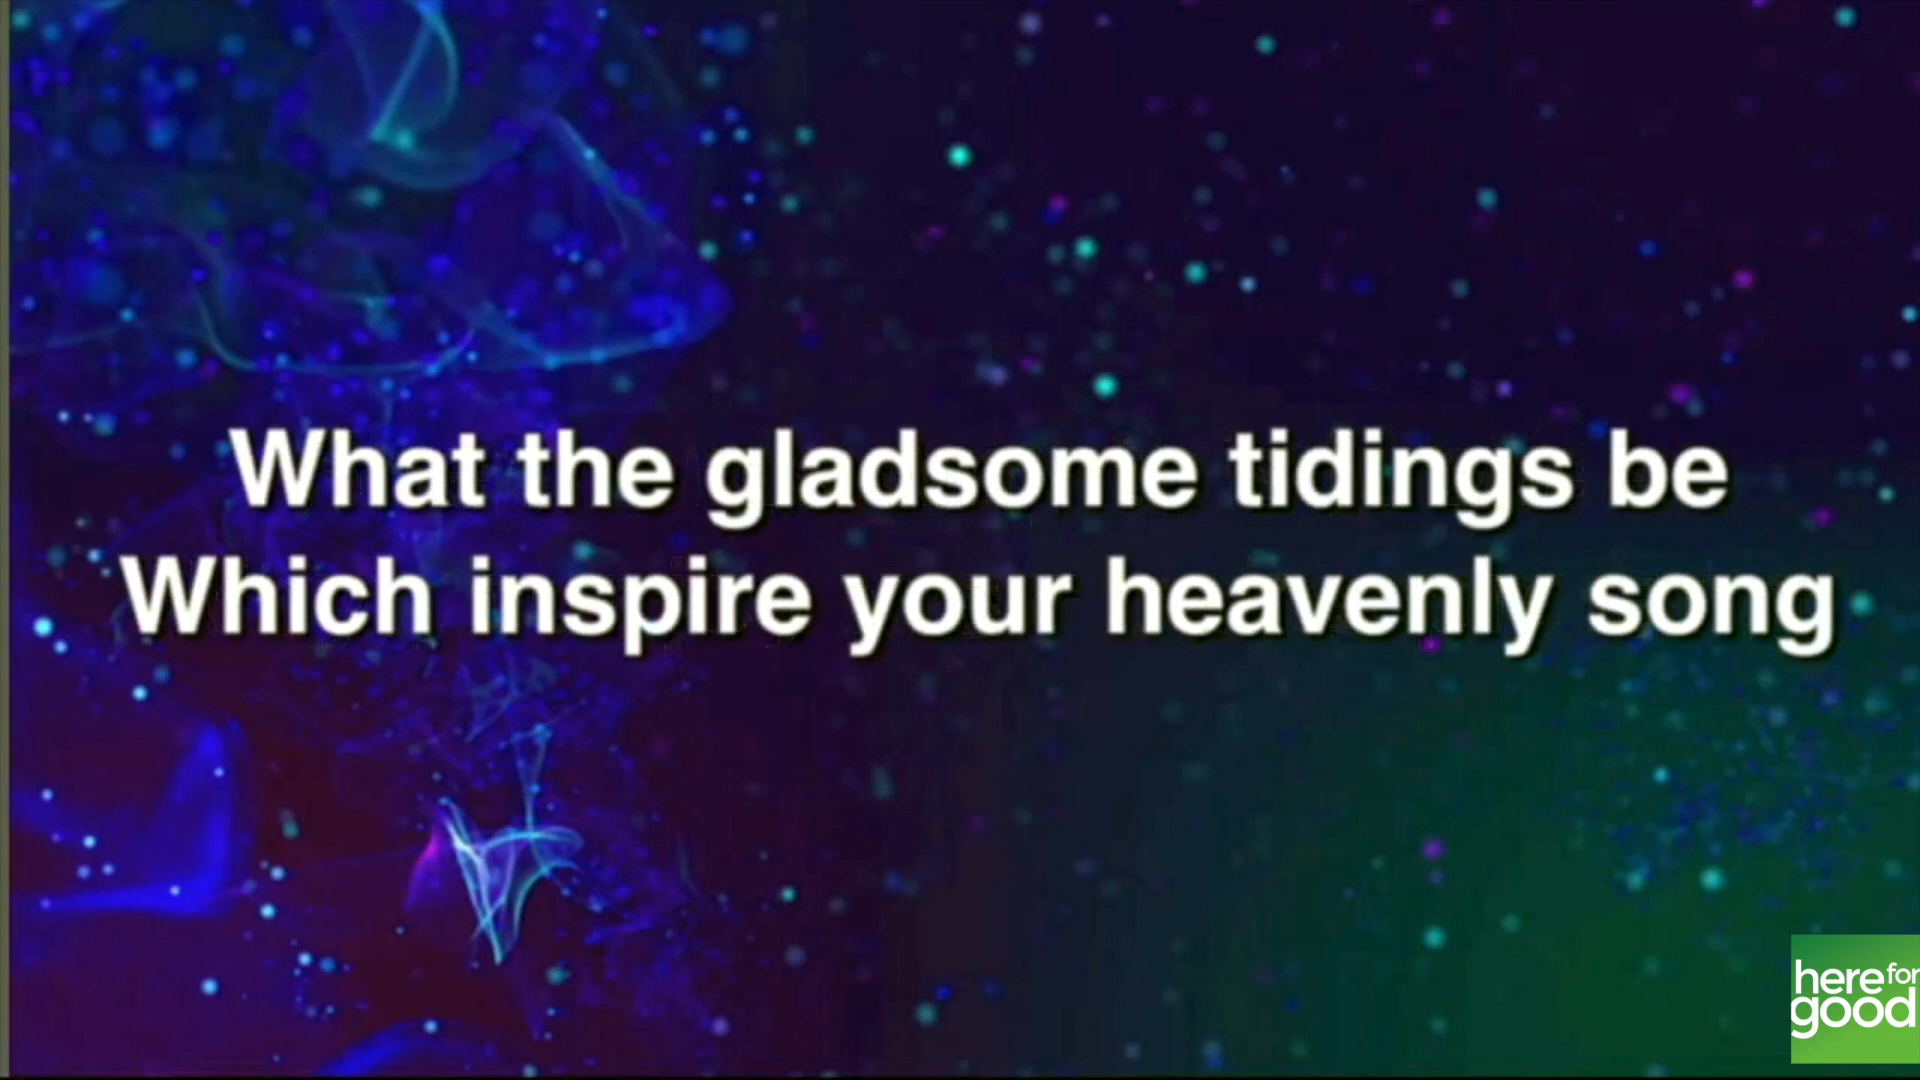 What the gladsome tidings be
Which inspire your heavenly song
here for
good